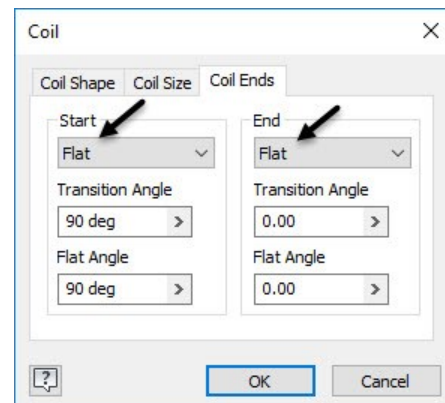 Coil
Coil Shape Coil Size Coil Ends
Start
Flat
Transition Angle
90 deg
Flat Angle
90 deg
End
Flat
Transition Angle
0.00
Flat Angle
0.00
?
OK Cancel